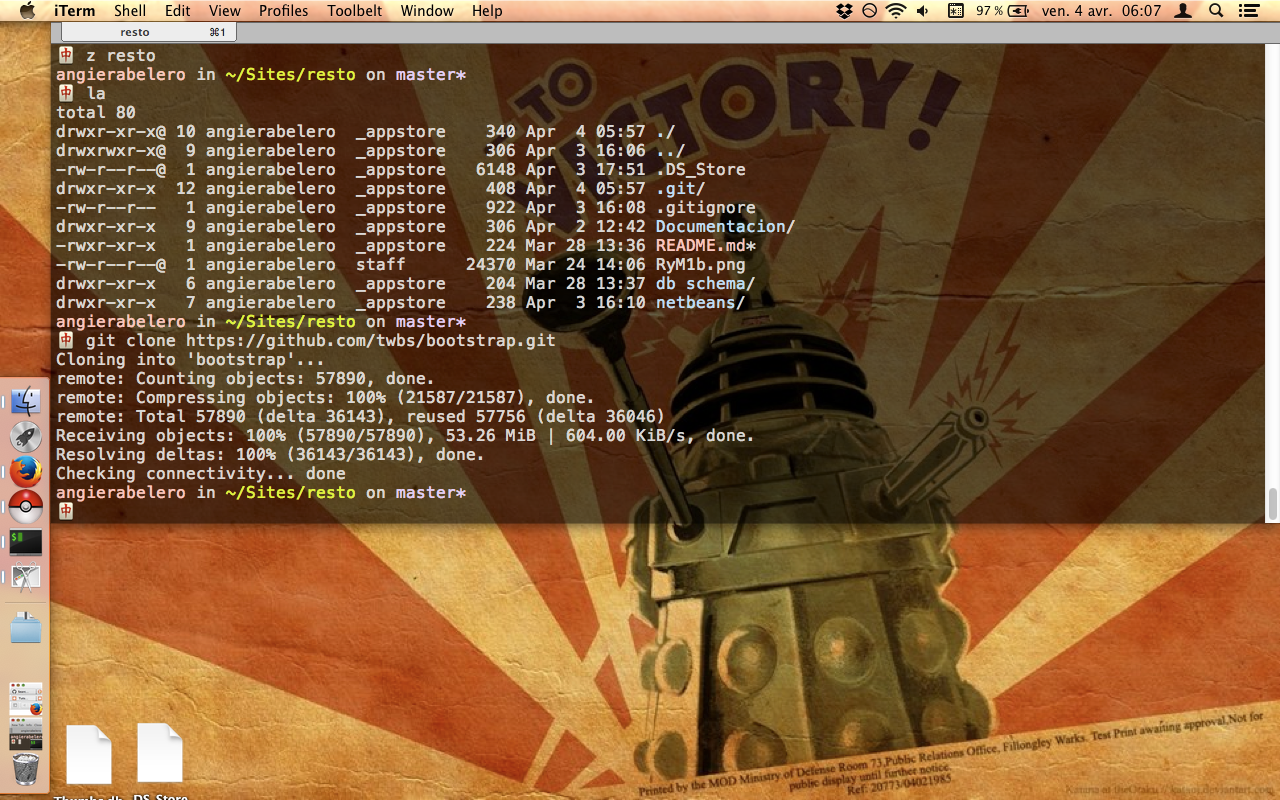 iTerm Shell Edit View Profiles Toolbelt Window Help 97 % ven. 4 avr. 06:07
resto ⌘1
中 z resto
angierabelero in ~/Sites/resto on master*
中 la
total 80
drwxr-xr-x@ 10 angierabelero _appstore 340 Apr 4 05:57 ./
drwxrwxr-x@ 9 angierabelero _appstore 306 Apr 3 16:06 ../
-rw-r--r--@ 1 angierabelero _appstore 6148 Apr 3 17:51 .DS_Store
drwxr-xr-x 12 angierabelero _appstore 408 Apr 4 05:57 .git/
-rw-r--r-- 1 angierabelero _appstore 922 Apr 3 16:08 .gitignore
drwxr-xr-x 9 angierabelero _appstore 306 Apr 2 12:42 Documentacion/
-rwxr-xr-x 1 angierabelero _appstore 224 Mar 28 13:36 README.md*
-rw-r--r--@ 1 angierabelero staff 24370 Mar 24 14:06 RyM1b.png
drwxr-xr-x 6 angierabelero _appstore 204 Mar 28 13:37 db schema/
drwxr-xr-x 7 angierabelero _appstore 238 Apr 3 16:10 netbeans/
angierabelero in ~/Sites/resto on master*
中 git clone https://github.com/twbs/bootstrap.git
Cloning into 'bootstrap'...
remote: Counting objects: 57890, done.
remote: Compressing objects: 100% (21587/21587), done.
remote: Total 57890 (delta 36143), reused 57756 (delta 36046)
Receiving objects: 100% (57890/57890), 53.26 MiB | 604.00 KiB/s, done.
Resolving deltas: 100% (36143/36143), done.
Checking connectivity... done
angierabelero in ~/Sites/resto on master*
中
TO
VICTORY!
Printed by the MOD Ministry of Defense Room 73,Public Relations Office, Fillongley Warks. Test Print awaiting approval,Not for
public display until further notice.
Ref: 20773/04021985
DS_Store